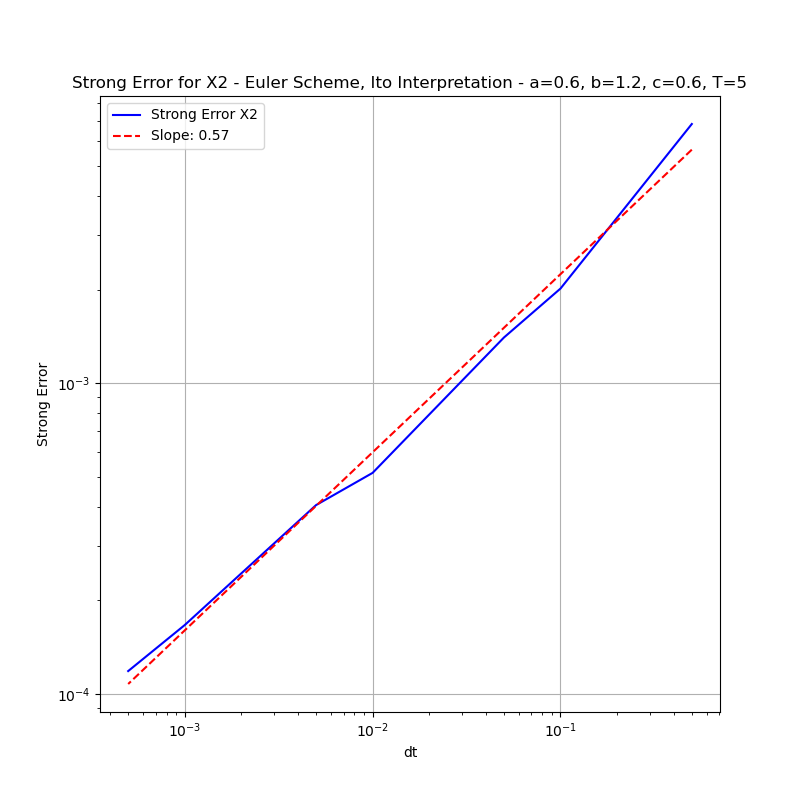 Strong Error for X2 - Euler Scheme, Ito Interpretation - a=0.6, b=1.2, c=0.6, T=5
Strong Error X2
Slope: 0.57
Strong Error
10⁻³
10⁻⁴
10⁻³ 10⁻² 10⁻¹
dt